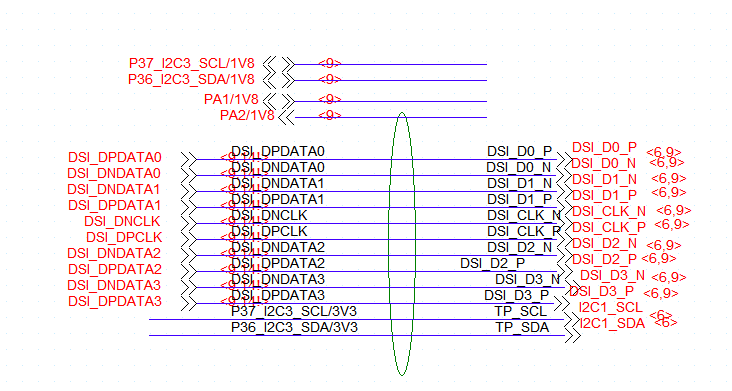 P37_I2C3_SCL/1V8 <9>
P36_I2C3_SDA/1V8 <9>
PA1/1V8 <9>
PA2/1V8 <9>
DSI_DPDATA0 DSI_DPDATA0 DSI_D0_P DSI_D0_P <6,9>
DSI_DNDATA0 DSI_DNDATA0 DSI_D0_N DSI_D0_N <6,9>
DSI_DNDATA1 DSI_DPDATA1 DSI_D1_N DSI_D1_N <6,9>
DSI_DPDATA1 DSI_DPDATA1 DSI_D1_P DSI_D1_P <6,9>
DSI_DNCLK DSI_DNCLK DSI_CLK_N DSI_CLK_N <6,9>
DSI_DPCLK DSI_DPCLK DSI_CLK_P DSI_CLK_P <6,9>
DSI_DNDATA2 DSI_DNDATA2 DSI_D2_N DSI_D2_N <6,9>
DSI_DPDATA2 DSI_DPDATA2 DSI_D2_P DSI_D2_P <6,9>
DSI_DNDATA3 DSI_DNDATA3 DSI_D3_N DSI_D3_N <6,9>
DSI_DPDATA3 DSI_DPDATA3 DSI_D3_P DSI_D3_P <6,9>
P37_I2C3_SCL/3V3 TP_SCL I2C1_SCL <6>
P36_I2C3_SDA/3V3 TP_SDA I2C1_SDA <6>